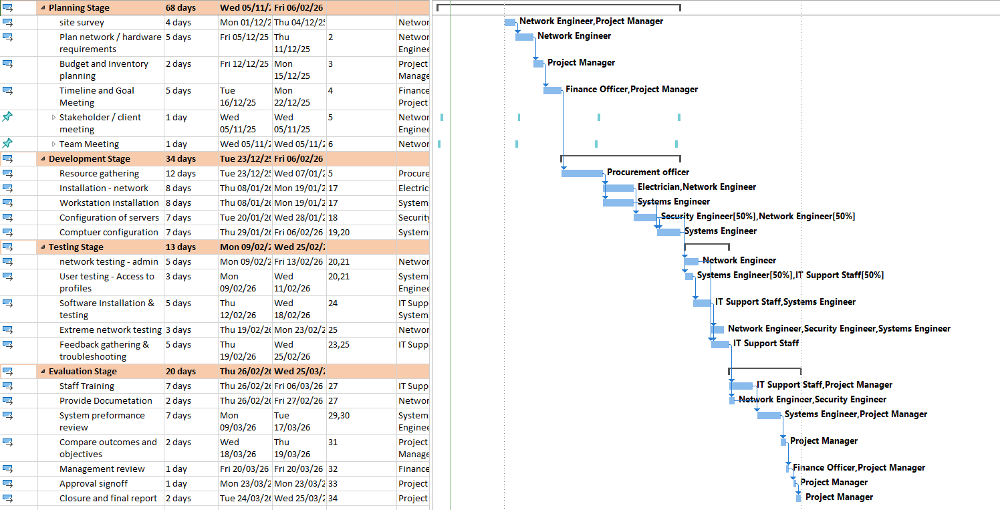 Planning Stage 68 days Wed 05/11/2 Fri 06/02/26
site survey 4 days Mon 01/12/2 Thu 04/12/25 Networ Network Engineer,Project Manager
Plan network / hardware 5 days Fri 05/12/25 Thu 2 Networ Network Engineer
requirements 11/12/25 Enginee
Budget and Inventory 2 days Fri 12/12/25 Mon 3 Project Project Manager
planning 15/12/25 Manage
Timeline and Goal 5 days Tue Mon 4 Finance Finance Officer,Project Manager
Meeting 16/12/25 22/12/25 Project
Stakeholder / client 1 day Wed Wed 5 Networ
meeting 05/11/25 05/11/25 Enginee
Team Meeting 1 day Wed 05/11/2 Wed 05/11/2 6 Networ
Development Stage 34 days Tue 23/12/25 Fri 06/02/26
Resource gathering 12 days Tue 23/12/25 Wed 07/01/2 5 Procure Procurement officer
Installation - network 8 days Thu 08/01/26 Mon 19/01/2 17 Electric Electrician,Network Engineer
Workstation installation 8 days Thu 08/01/26 Mon 19/01/2 17 Systems Systems Engineer
Configuration of servers 7 days Tue 20/01/26 Wed 28/01/2 18 Security Security Engineer[50%],Network Engineer[50%]
Comptuer configuration 7 days Thu 29/01/26 Fri 06/02/26 19,20 Systems Systems Engineer
Testing Stage 13 days Mon 09/02/2 Wed 25/02/2
network testing - admin 5 days Mon 09/02/2 Fri 13/02/26 20,21 Networ Network Engineer
User testing - Access to 3 days Mon Wed 20,21 Systems Systems Engineer[50%],IT Support Staff[50%]
profiles 09/02/26 11/02/26 Enginee
Software Installation & 5 days Thu Wed 24 IT Supp IT Support Staff,Systems Engineer
testing 12/02/26 18/02/26 Systems
Extreme network testing 3 days Thu 19/02/26 Mon 23/02/2 25 Networ Network Engineer,Security Engineer,Systems Engineer
Feedback gathering & 5 days Thu Wed 23,25 IT Supp IT Support Staff
troubleshooting 19/02/26 25/02/26
Evaluation Stage 20 days Thu 26/02/26 Wed 25/03/2
Staff Training 7 days Thu 26/02/26 Fri 06/03/26 27 IT Supp IT Support Staff,Project Manager
Provide Documetation 2 days Thu 26/02/26 Fri 27/02/26 27 Networ Network Engineer,Security Engineer
System preformance 7 days Mon Tue 29,30 Systems Systems Engineer,Project Manager
review 09/03/26 17/03/26 Enginee
Compare outcomes and 2 days Wed Thu 31 Project Project Manager
objectives 18/03/26 19/03/26 Manage
Management review 1 day Fri 20/03/26 Fri 20/03/26 32 Finance Finance Officer,Project Manager
Approval signoff 1 day Mon 23/03/2 Mon 23/03/2 33 Project Project Manager
Closure and final report 2 days Tue 24/03/26 Wed 25/03/2 34 Project Project Manager